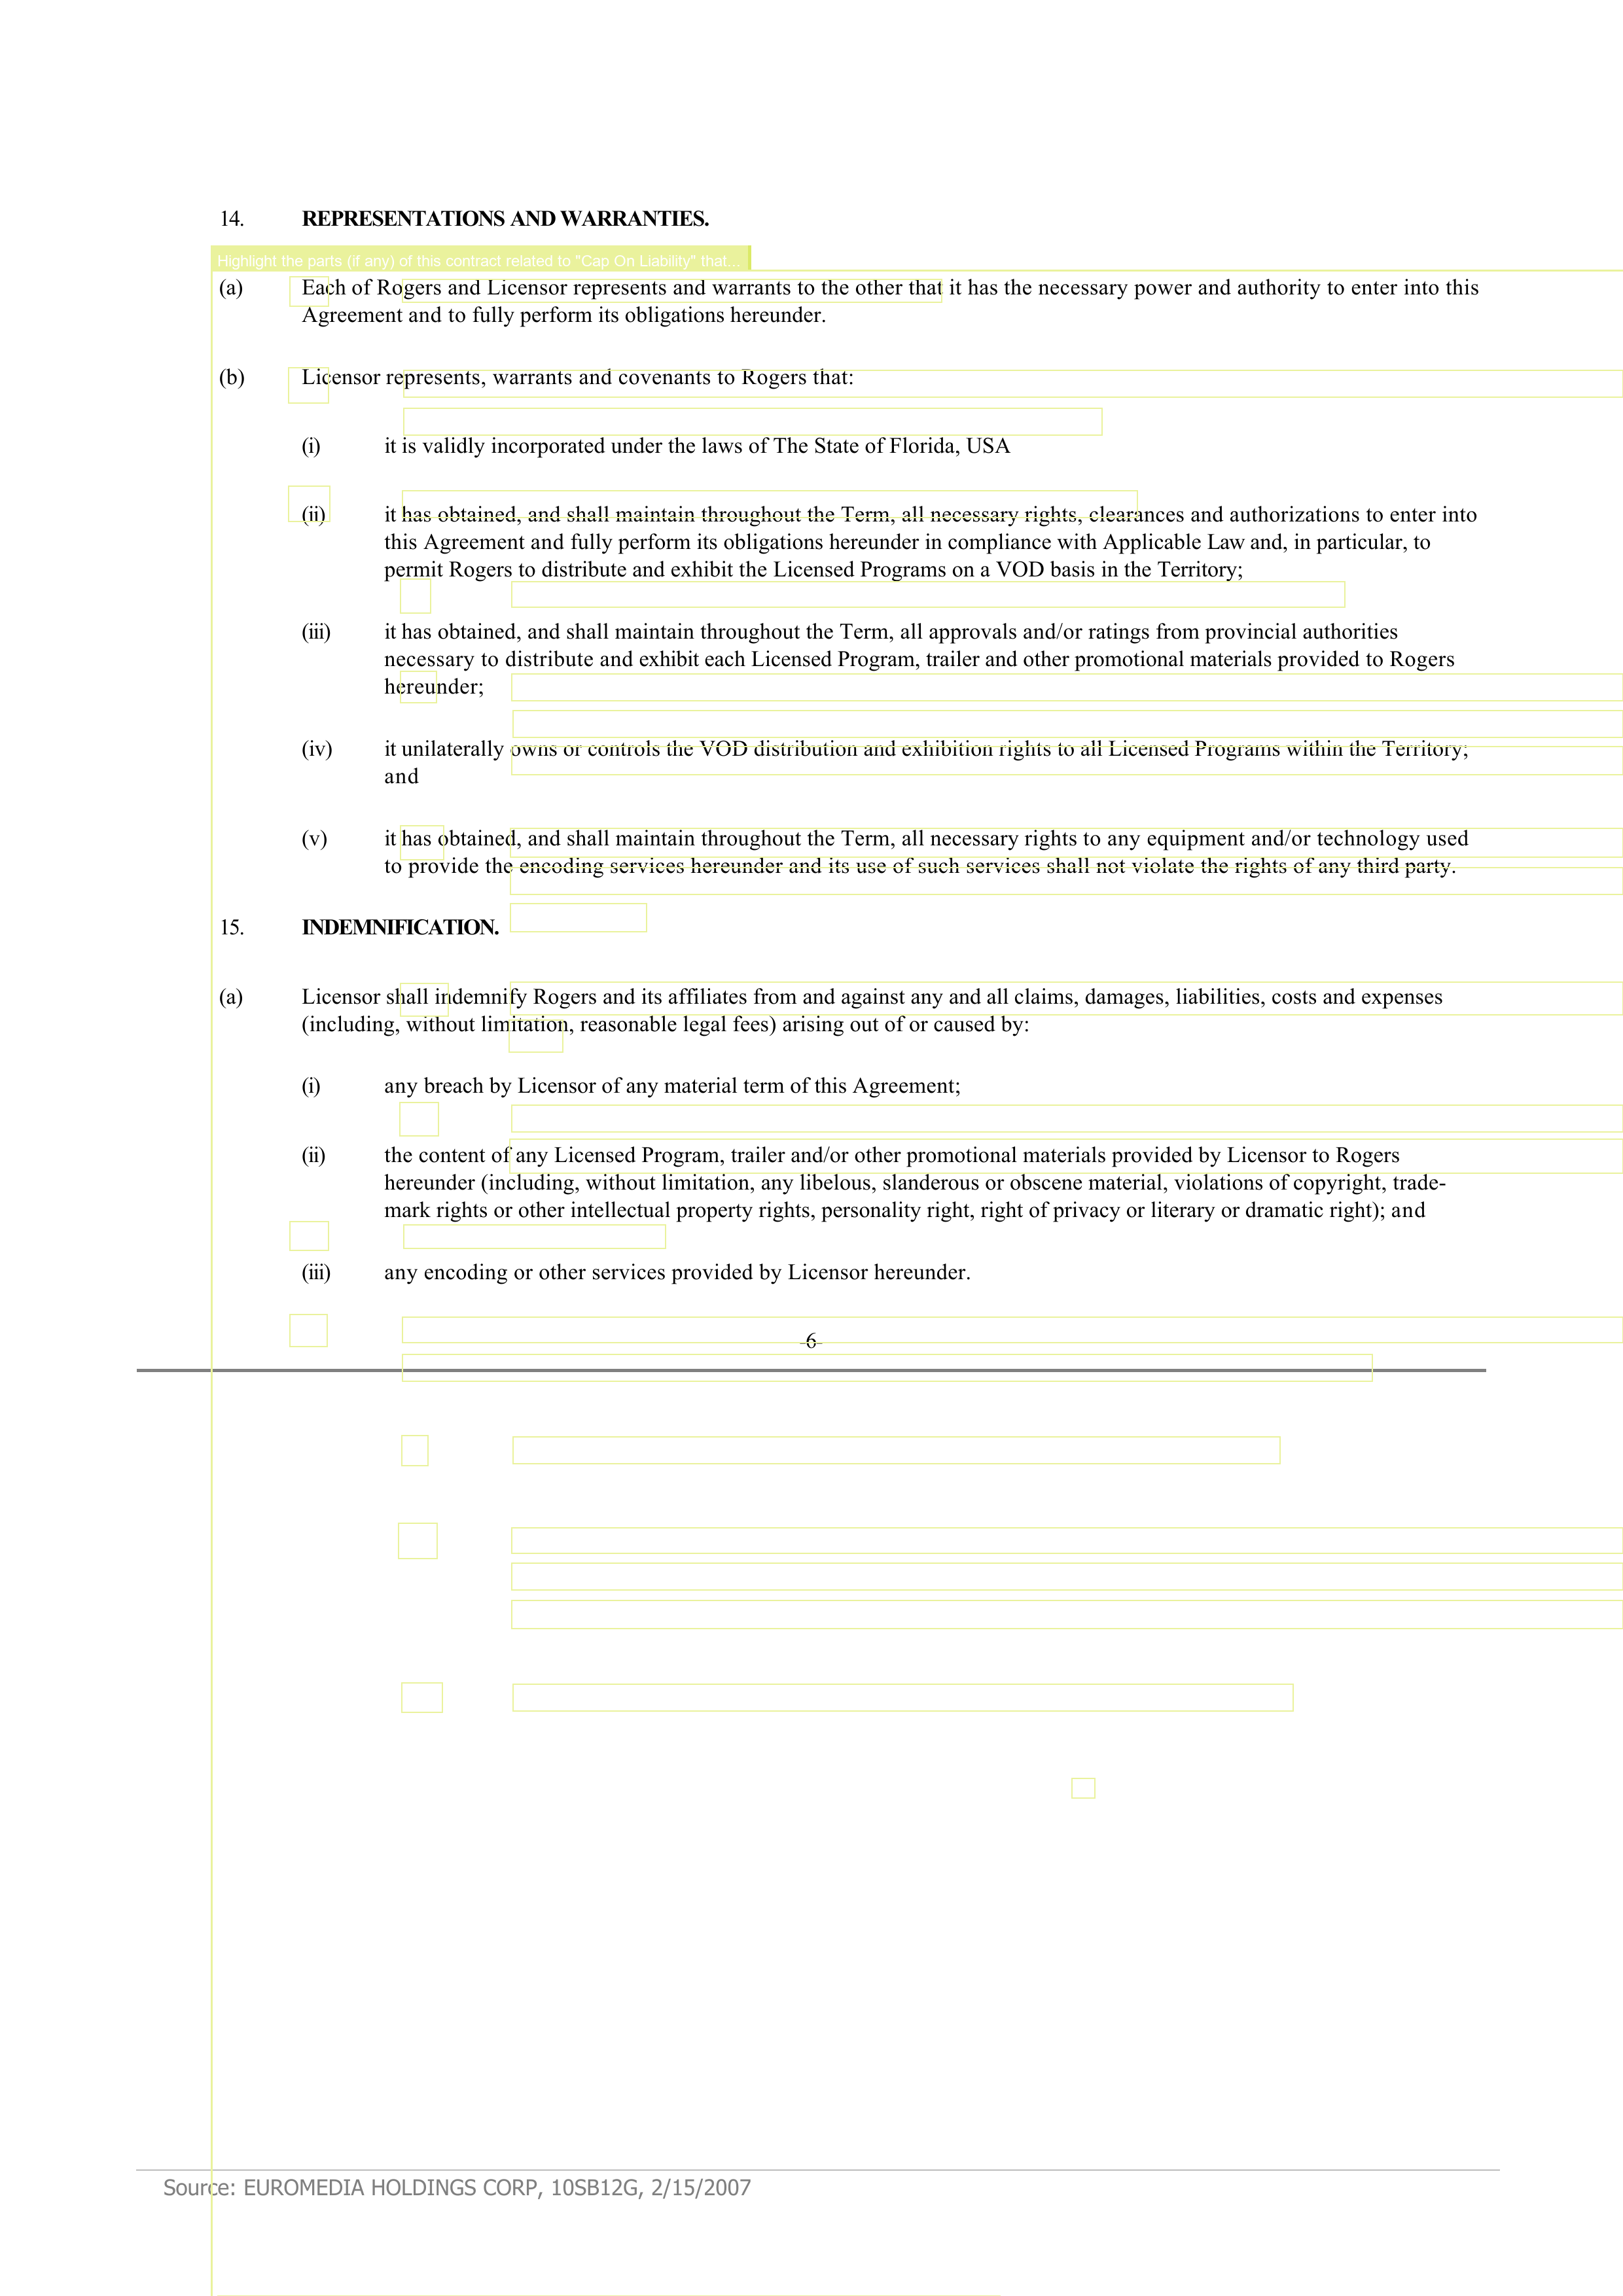 14. REPRESENTATIONS AND WARRANTIES.
Highlight the parts (if any) of this contract related to "Cap On Liability" that...
(a) Each of Rogers and Licensor represents and warrants to the other that it has the necessary power and authority to enter into this
Agreement and to fully perform its obligations hereunder.
(b) Licensor represents, warrants and covenants to Rogers that:
(i) it is validly incorporated under the laws of The State of Florida, USA
(ii) it has obtained, and shall maintain throughout the Term, all necessary rights, clearances and authorizations to enter into
this Agreement and fully perform its obligations hereunder in compliance with Applicable Law and, in particular, to
permit Rogers to distribute and exhibit the Licensed Programs on a VOD basis in the Territory;
(iii) it has obtained, and shall maintain throughout the Term, all approvals and/or ratings from provincial authorities
necessary to distribute and exhibit each Licensed Program, trailer and other promotional materials provided to Rogers
hereunder;
(iv) it unilaterally owns or controls the VOD distribution and exhibition rights to all Licensed Programs within the Territory;
and
(v) it has obtained, and shall maintain throughout the Term, all necessary rights to any equipment and/or technology used
to provide the encoding services hereunder and its use of such services shall not violate the rights of any third party.
15. INDEMNIFICATION.
(a) Licensor shall indemnify Rogers and its affiliates from and against any and all claims, damages, liabilities, costs and expenses
(including, without limitation, reasonable legal fees) arising out of or caused by:
(i) any breach by Licensor of any material term of this Agreement;
(ii) the content of any Licensed Program, trailer and/or other promotional materials provided by Licensor to Rogers
hereunder (including, without limitation, any libelous, slanderous or obscene material, violations of copyright, trade-
mark rights or other intellectual property rights, personality right, right of privacy or literary or dramatic right); and
(iii) any encoding or other services provided by Licensor hereunder.
-6-
Source: EUROMEDIA HOLDINGS CORP, 10SB12G, 2/15/2007